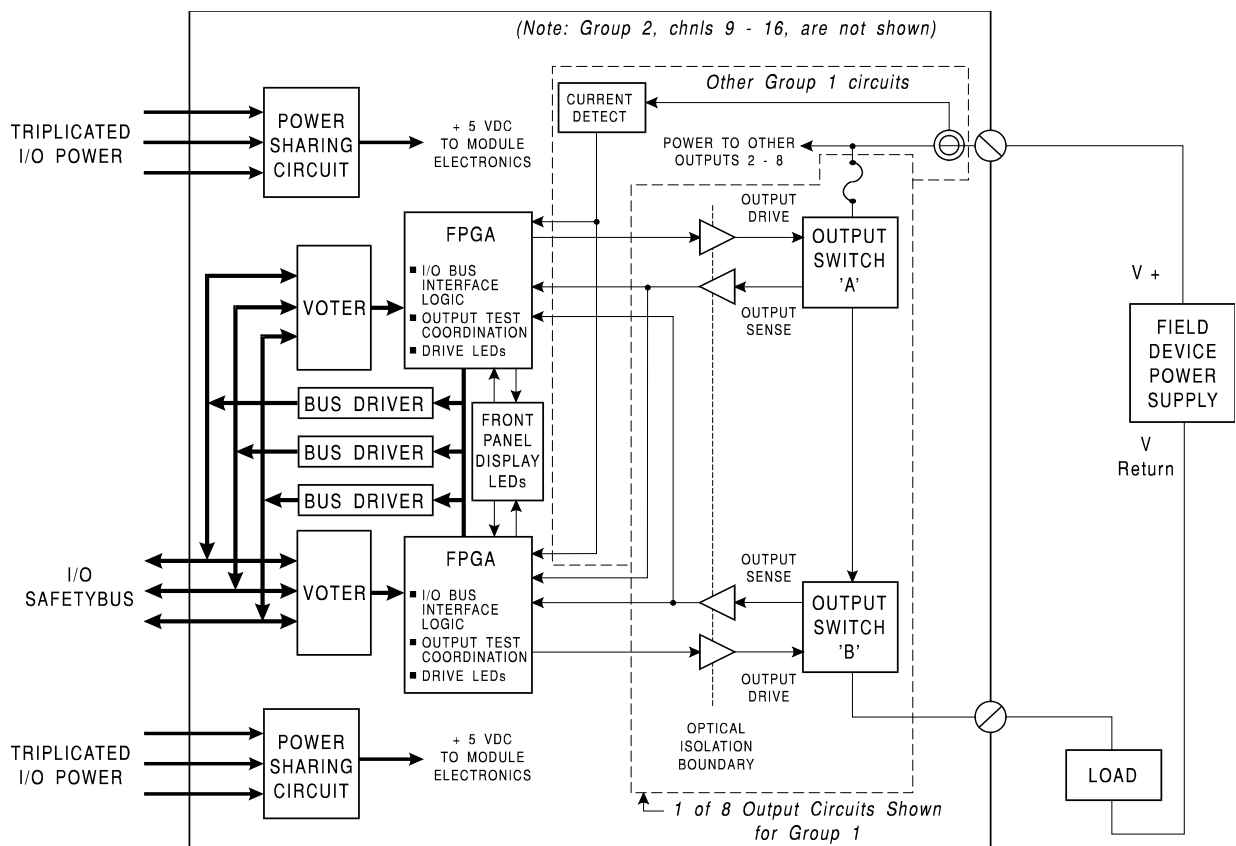 (Note: Group 2, chnls 9 - 16, are not shown)
Other Group 1 circuits
CURRENT
DETECT
TRIPLICATED
I/O POWER
POWER
SHARING
CIRCUIT
+ 5 VDC
TO MODULE
ELECTRONICS
POWER TO OTHER
OUTPUTS 2 - 8
FPGA
■ I/O BUS
INTERFACE
LOGIC
■ OUTPUT TEST
COORDINATION
■ DRIVE LEDs
OUTPUT
DRIVE
OUTPUT
SWITCH
'A'
OUTPUT
SENSE
VOTER
V +
FIELD
DEVICE
POWER
SUPPLY
V
Return
BUS DRIVER
BUS DRIVER
BUS DRIVER
FRONT
PANEL
DISPLAY
LEDs
I/O
SAFETYBUS
VOTER
FPGA
■ I/O BUS
INTERFACE
LOGIC
■ OUTPUT TEST
COORDINATION
■ DRIVE LEDs
OUTPUT
SENSE
OUTPUT
SWITCH
'B'
OUTPUT
DRIVE
OPTICAL
ISOLATION
BOUNDARY
TRIPLICATED
I/O POWER
POWER
SHARING
CIRCUIT
+ 5 VDC
TO MODULE
ELECTRONICS
LOAD
1 of 8 Output Circuits Shown
for Group 1